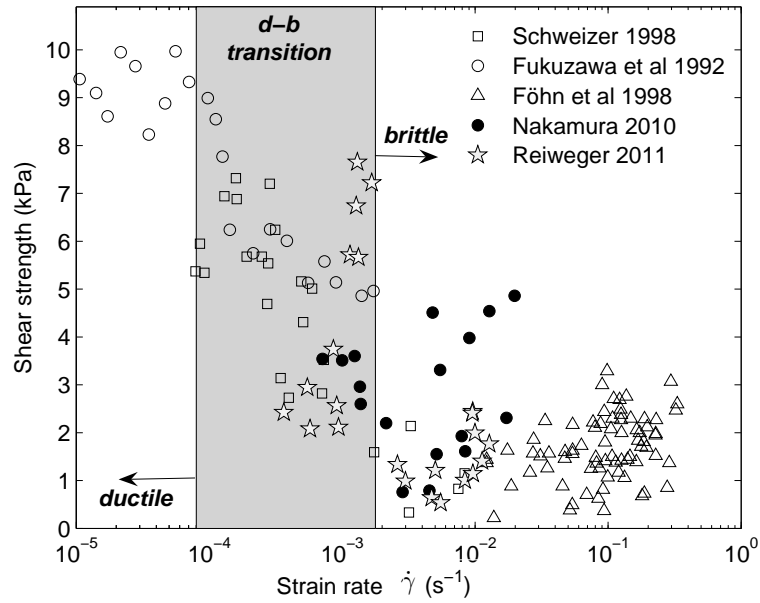 d–b
transition
Schweizer 1998
Fukuzawa et al 1992
Föhn et al 1998
Nakamura 2010
Reiweger 2011
brittle
ductile
Shear strength (kPa)
10
9
8
7
6
5
4
3
2
1
0
10⁻⁵ 10⁻⁴ 10⁻³ 10⁻² 10⁻¹ 10⁰
Strain rate γ̇ (s⁻¹)